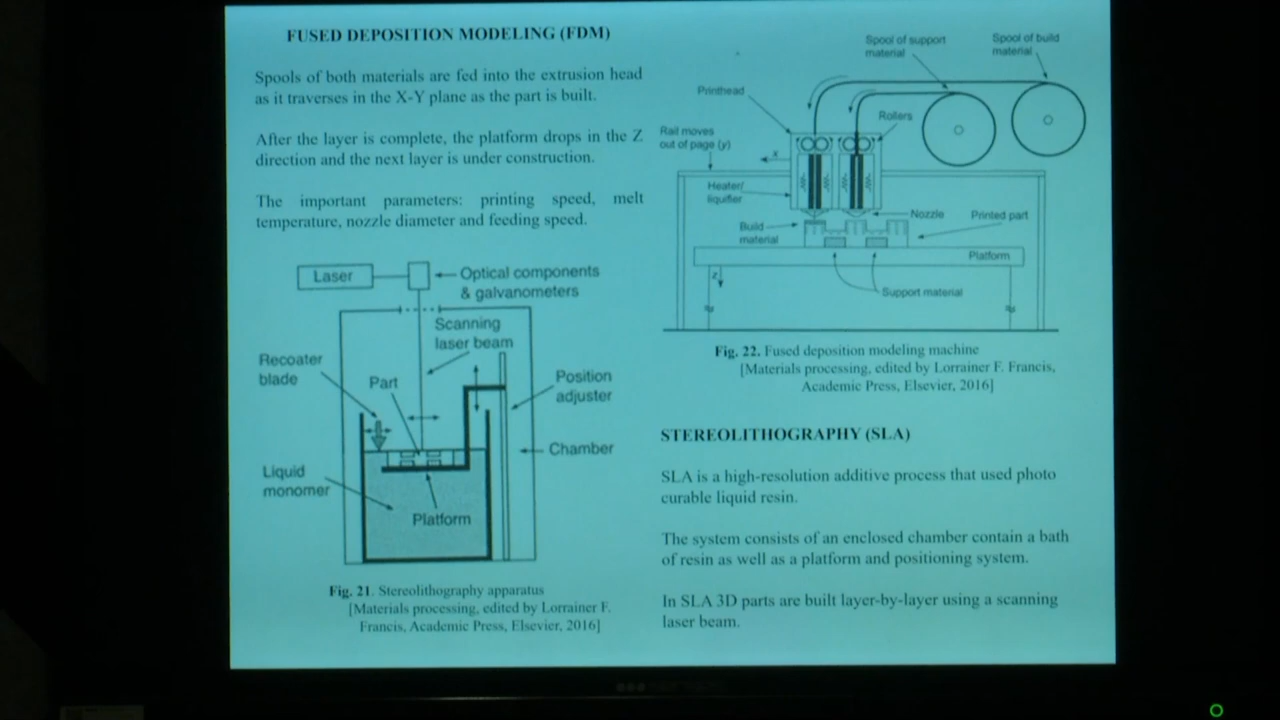 FUSED DEPOSITION MODELING (FDM)
Spools of both materials are fed into the extrusion head
as it traverses in the X-Y plane as the part is built.
After the layer is complete, the platform drops in the Z
direction and the next layer is under construction.
The important parameters: printing speed, melt
temperature, nozzle diameter and feeding speed.
Laser
Optical components
& galvanometers
Scanning
laser beam
Recoater
blade
Part
Position
adjuster
Chamber
Liquid
monomer
Platform
Fig. 21. Stereolithography apparatus
[Materials processing, edited by Lorrainer F.
Francis, Academic Press, Elsevier, 2016]
Spool of support
material
Spool of build
material
Printhead
Rollers
Rail moves
out of page (y)
x
Heater/
liquifier
Nozzle
Printed part
Build
material
Platform
z
Support material
Fig. 22. Fused deposition modeling machine
[Materials processing, edited by Lorrainer F. Francis,
Academic Press, Elsevier, 2016]
STEREOLITHOGRAPHY (SLA)
SLA is a high-resolution additive process that used photo
curable liquid resin.
The system consists of an enclosed chamber contain a bath
of resin as well as a platform and positioning system.
In SLA 3D parts are built layer-by-layer using a scanning
laser beam.